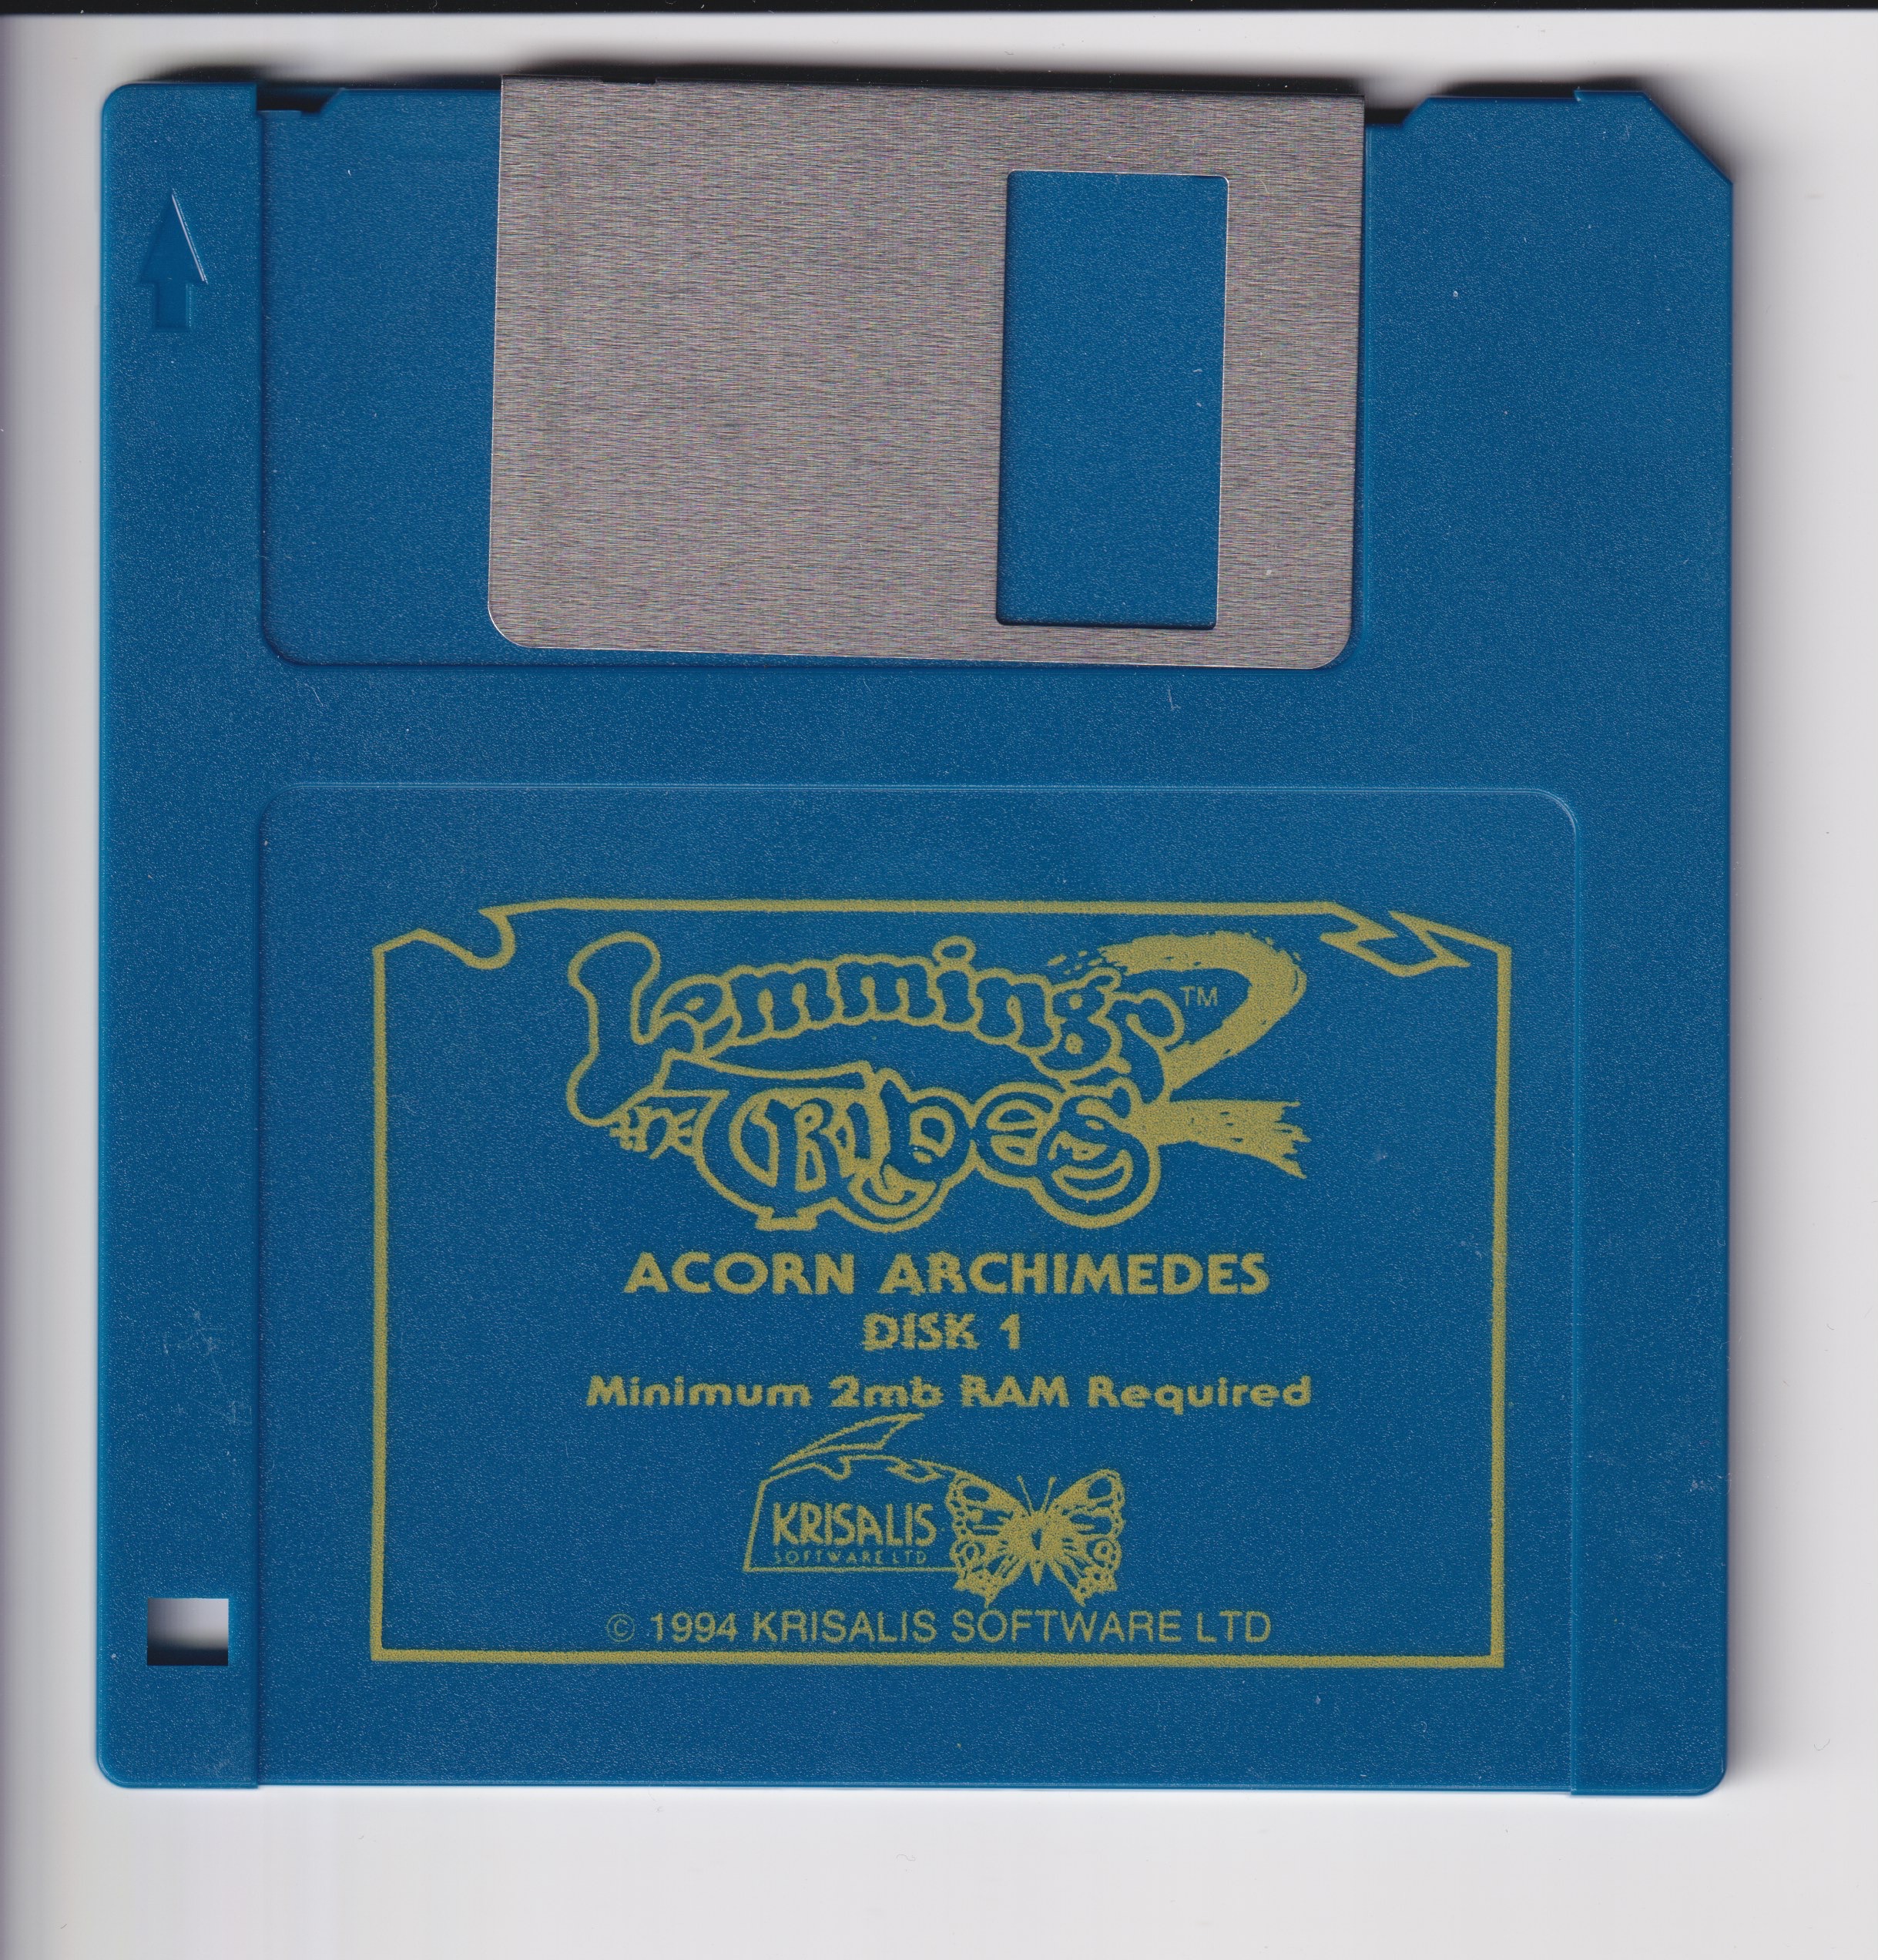 Lemmings 2 ™
The Tribes
ACORN ARCHIMEDES
DISK 1
Minimum 2mb RAM Required
KRISALIS
SOFTWARE LTD
© 1994 KRISALIS SOFTWARE LTD